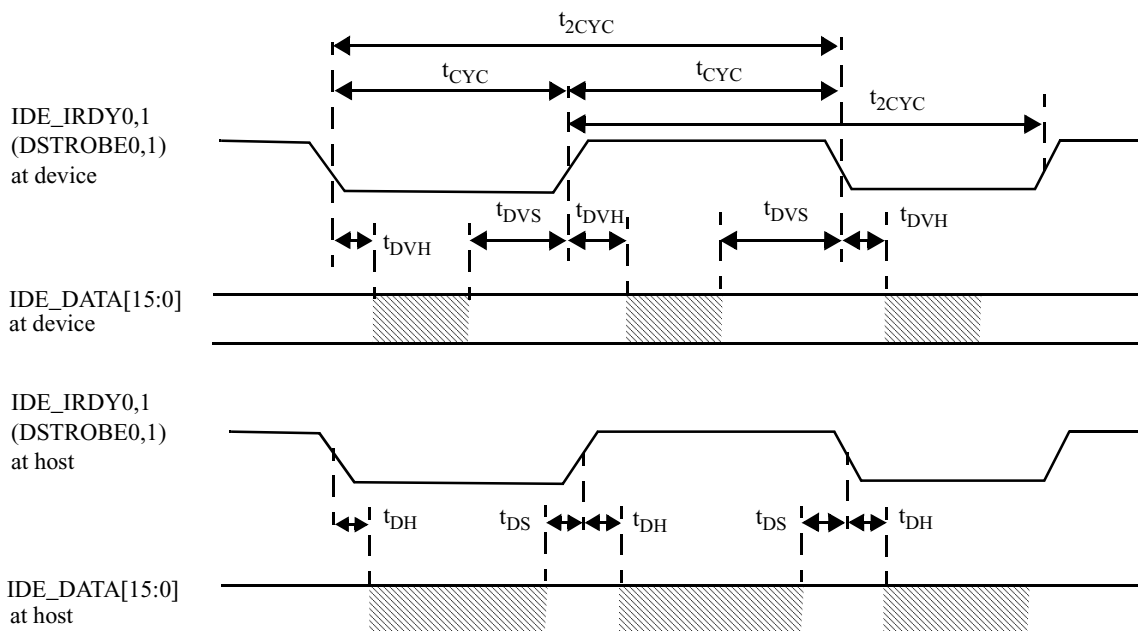 t2CYC
tCYC
tCYC
t2CYC
IDE_IRDY0,1
(DSTROBE0,1)
at device
tDVH
tDVS
tDVH
tDVS
tDVH
IDE_DATA[15:0]
at device
IDE_IRDY0,1
(DSTROBE0,1)
at host
tDH
tDS
tDH
tDS
tDH
IDE_DATA[15:0]
at host